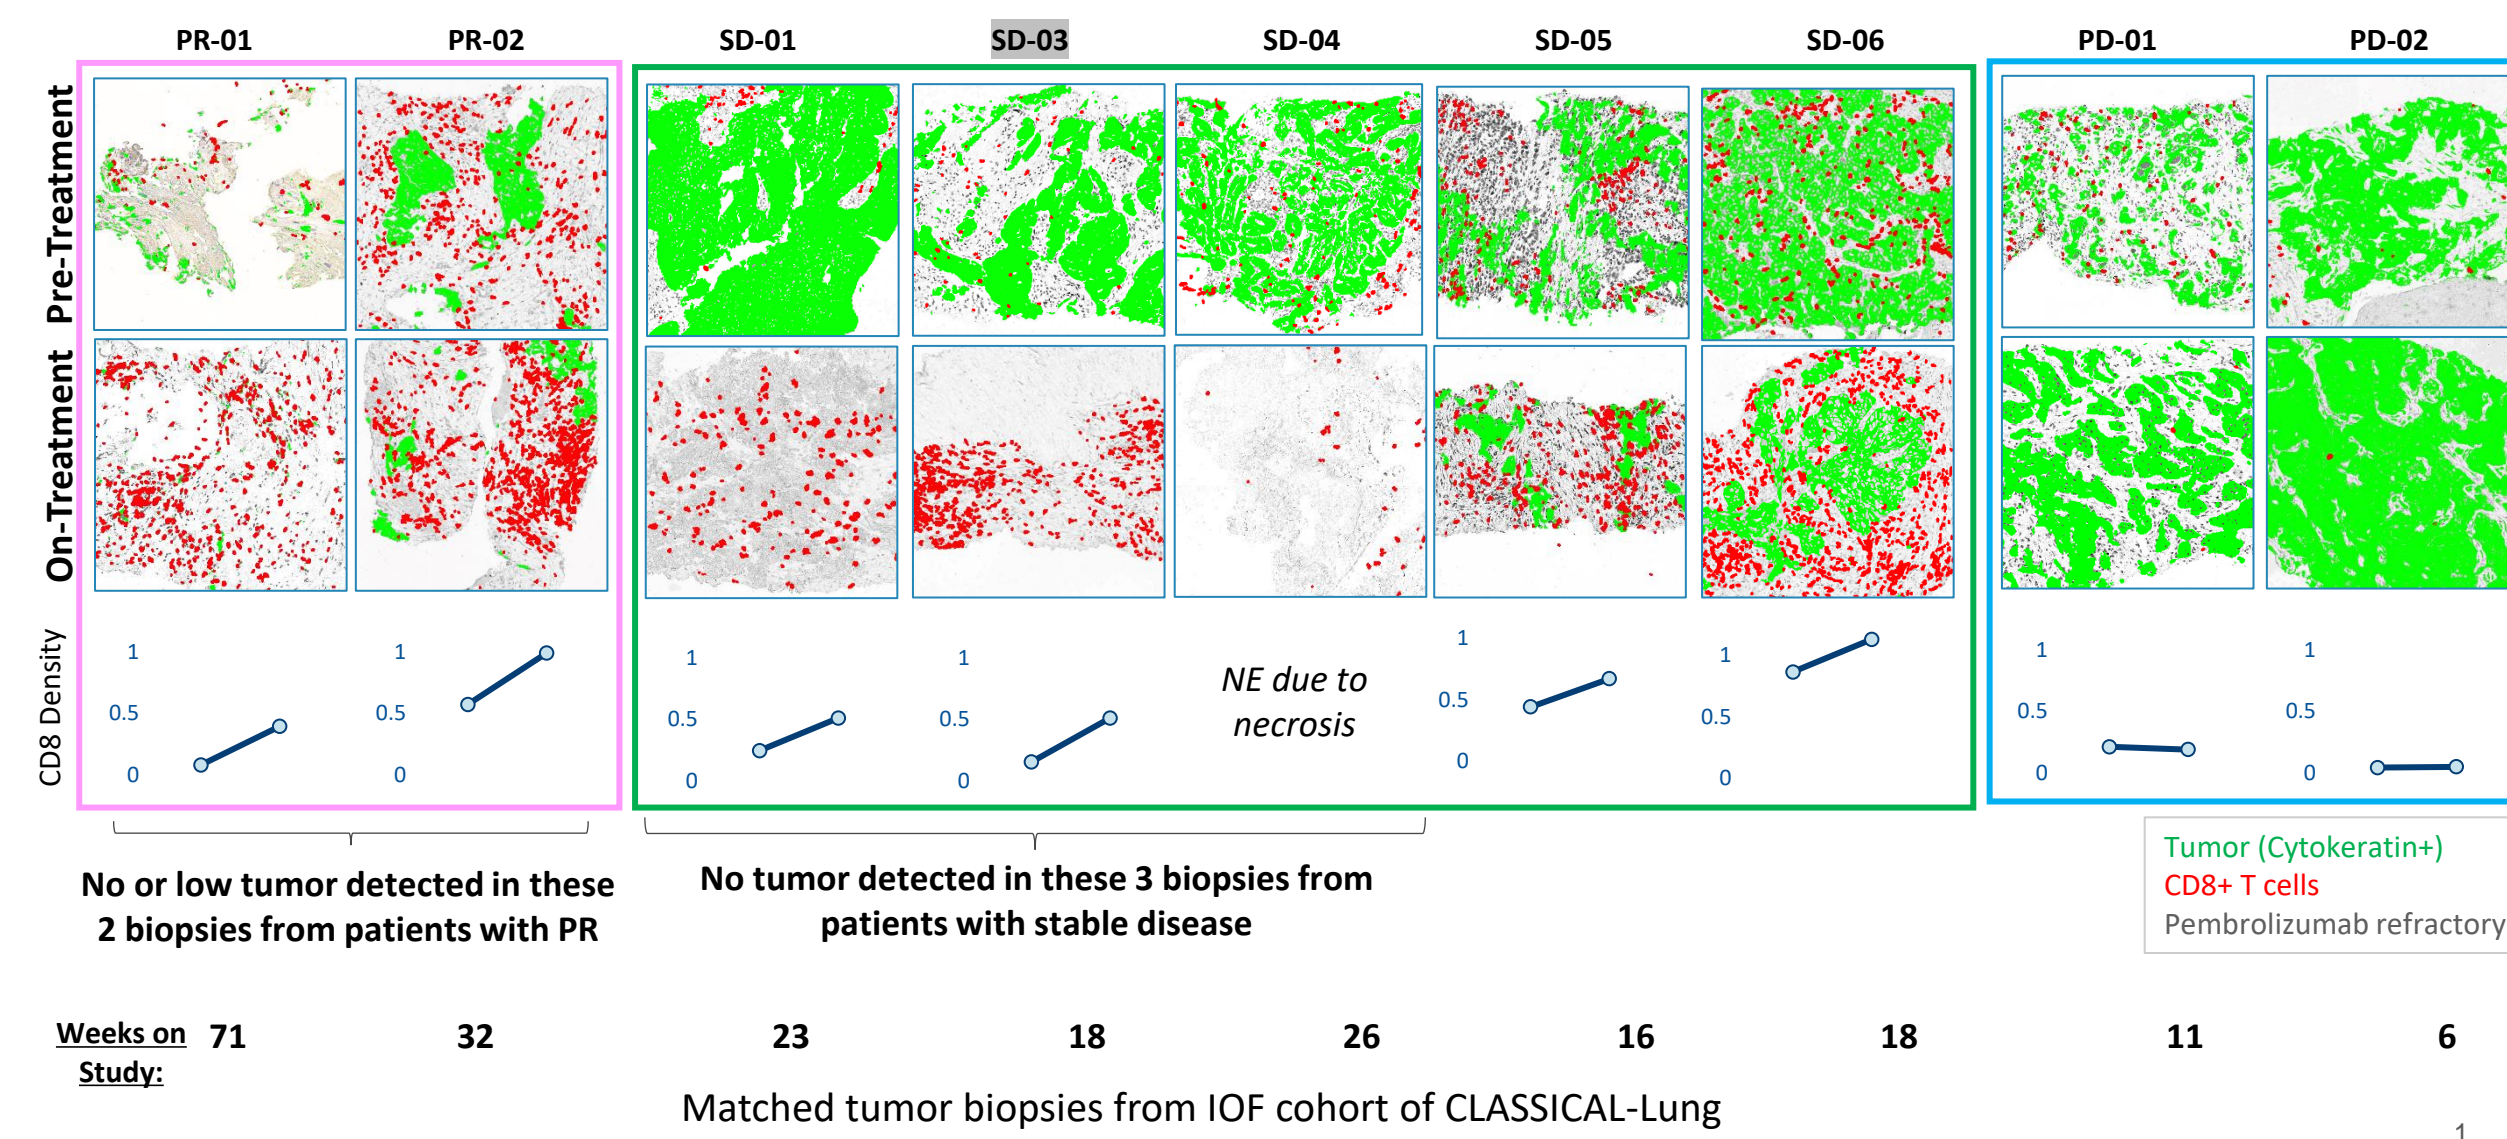 PR-01 PR-02 SD-01 SD-03 SD-04 SD-05 SD-06 PD-01 PD-02
Pre-Treatment
On-Treatment
CD8 Density
1
0.5
0
1
0.5
0
1
0.5
0
1
0.5
0
NE due to
necrosis
1
0.5
0
1
0.5
0
1
0.5
0
1
0.5
0
No or low tumor detected in these
2 biopsies from patients with PR
No tumor detected in these 3 biopsies from
patients with stable disease
Tumor (Cytokeratin+)
CD8+ T cells
Pembrolizumab refractory
Weeks on
Study:
71 32 23 18 26 16 18 11 6
Matched tumor biopsies from IOF cohort of CLASSICAL-Lung
1